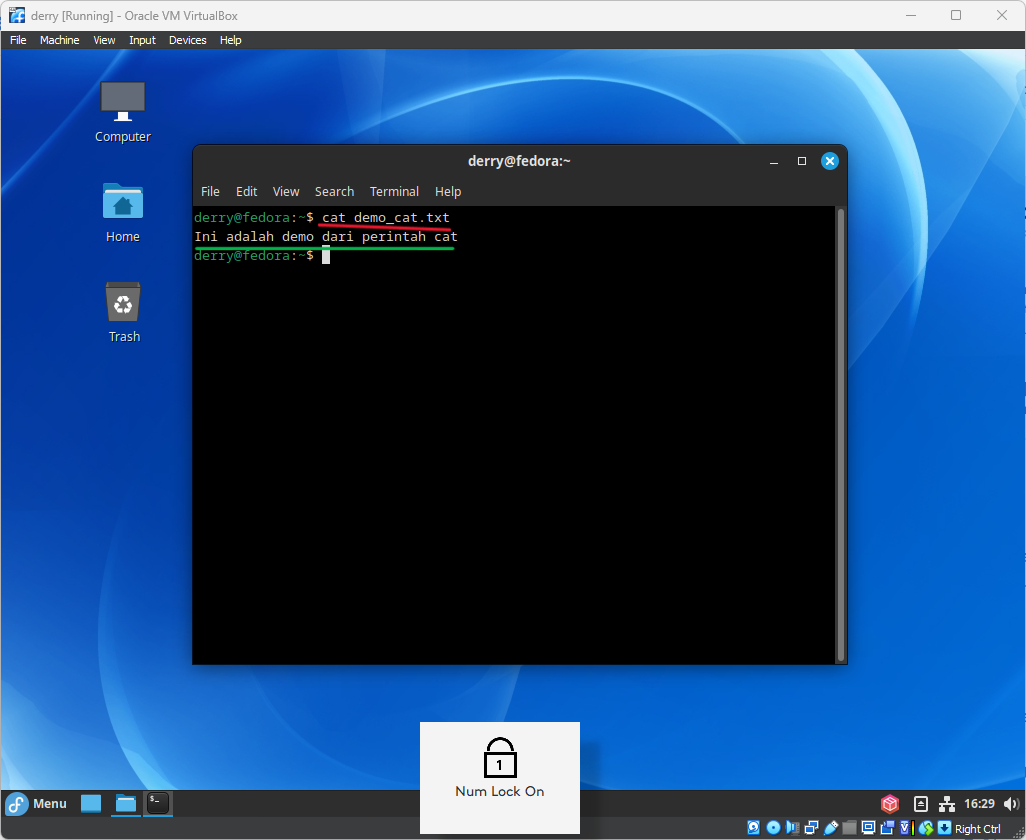 derry [Running] - Oracle VM VirtualBox
File Machine View Input Devices Help
Computer
Home
Trash
derry@fedora:~
File Edit View Search Terminal Help
derry@fedora:~$ cat demo_cat.txt
Ini adalah demo dari perintah cat
derry@fedora:~$
1
Num Lock On
Menu
16:29
Right Ctrl